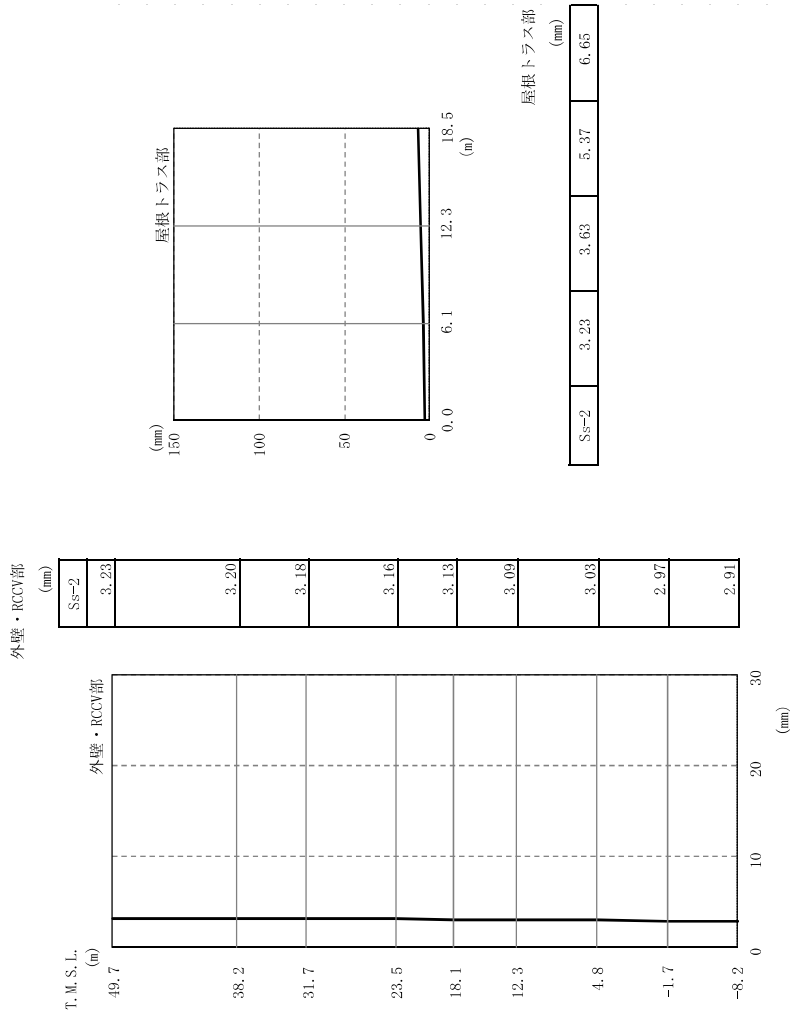 外壁・RCCV部
T.M.S.L.
(m)
49.7
38.2
31.7
23.5
18.1
12.3
4.8
-1.7
-8.2
0
10
20
30
(mm)
外壁・RCCV部
(mm)
Ss-2
3.23
3.20
3.18
3.16
3.13
3.09
3.03
2.97
2.91
屋根トラス部
(mm)
150
100
50
0
0.0
6.1
12.3
18.5
(m)
屋根トラス部
(mm)
Ss-2
3.23
3.63
5.37
6.65